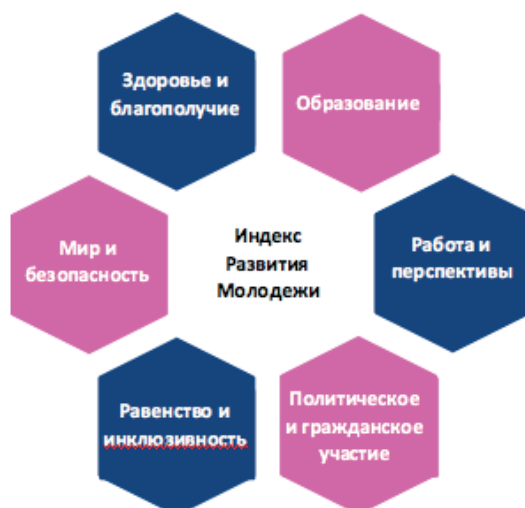 Здоровье и
благополучие
Образование
Мир и
безопасность
Индекс
Развития
Молодежи
Работа и
перспективы
Равенство и
инклюзивность
Политическое
и гражданское
участие